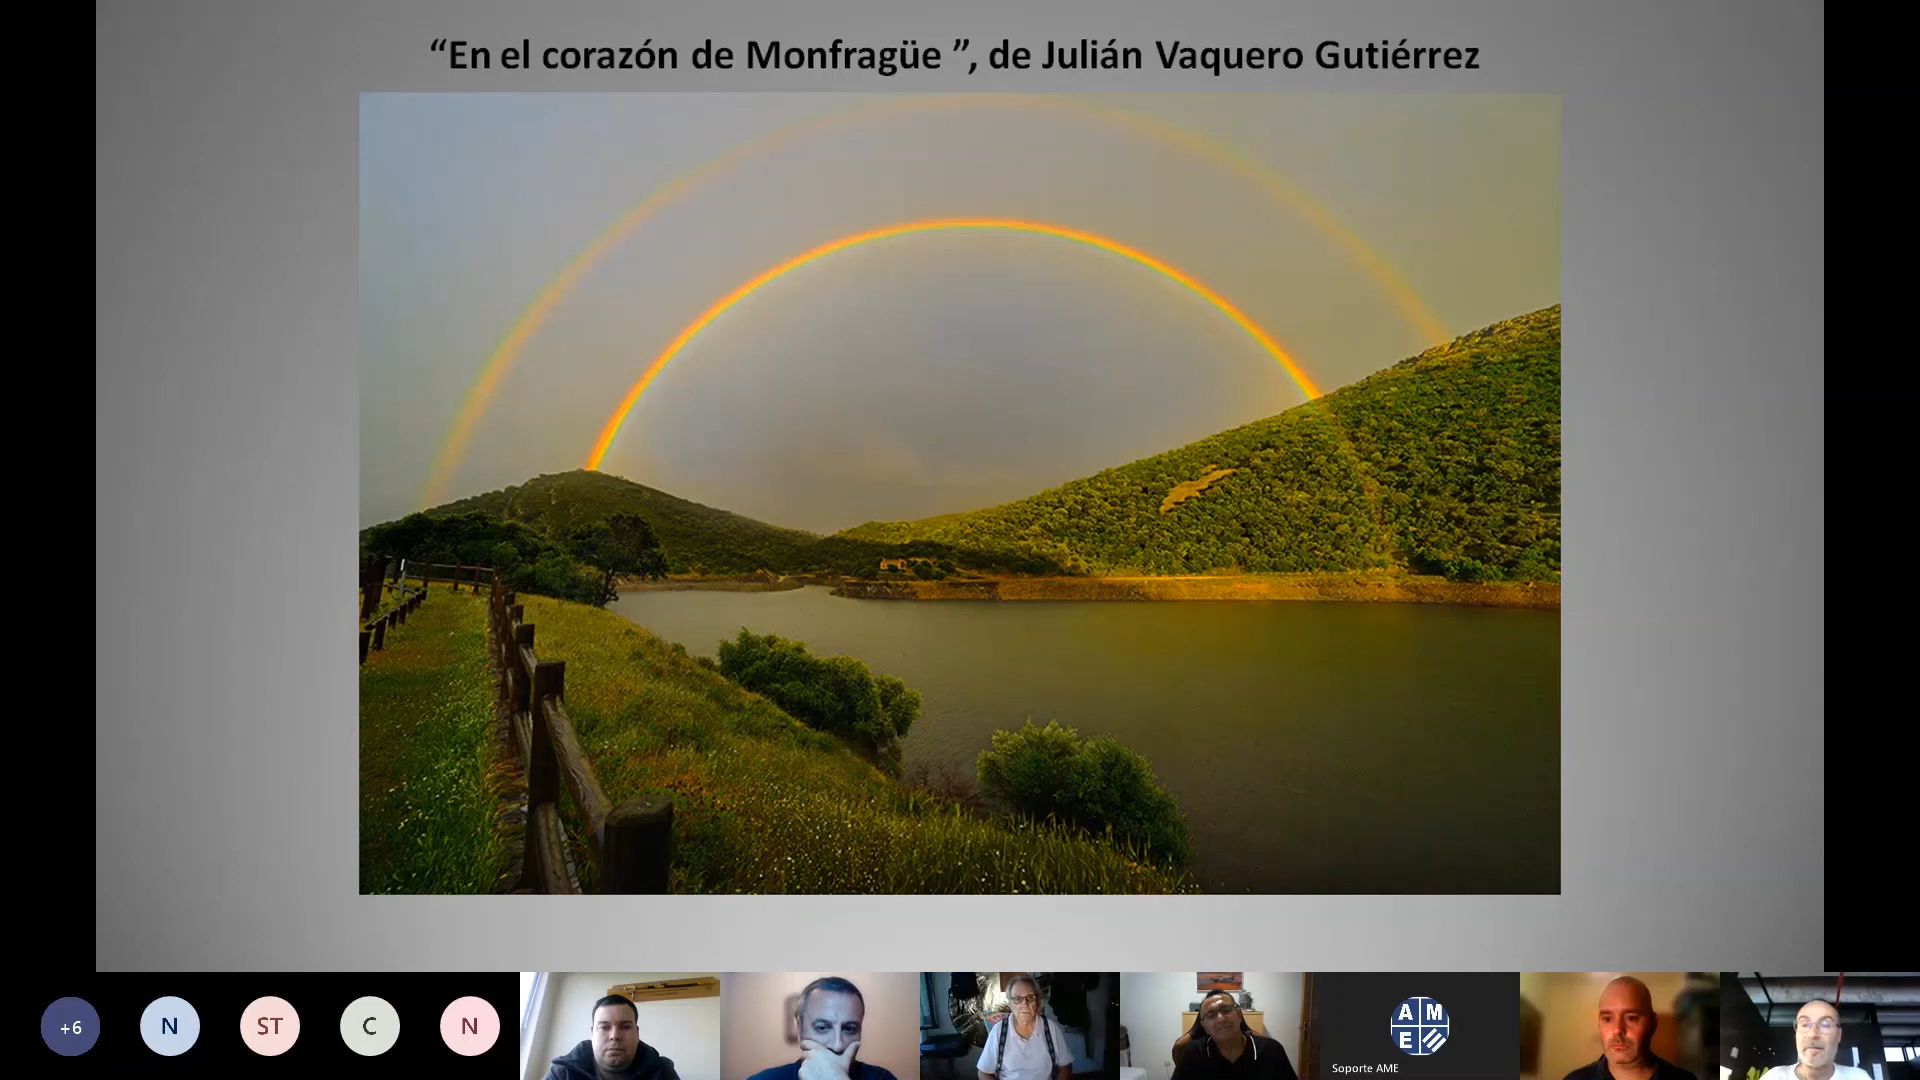 “En el corazón de Monfragüe ”, de Julián Vaquero Gutiérrez
+6
N
ST
C
N
A M
E
Soporte AME